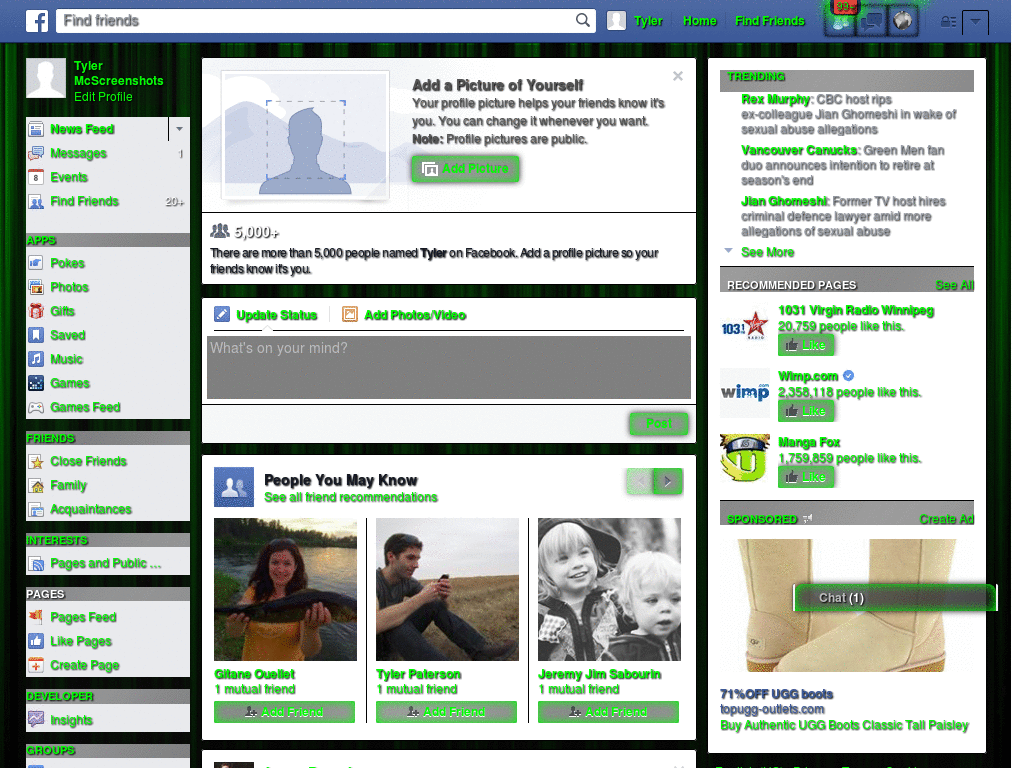 Find friends
Tyler
Home
Find Friends
99+
Tyler
McScreenshots
Edit Profile
News Feed
Messages
1
Events
8
Find Friends
20+
APPS
Pokes
Photos
Gifts
Saved
Music
Games
Games Feed
FRIENDS
Close Friends
Family
Acquaintances
INTERESTS
Pages and Public ...
PAGES
Pages Feed
Like Pages
Create Page
DEVELOPER
Insights
GROUPS
Add a Picture of Yourself
Your profile picture helps your friends know it's
you. You can change it whenever you want.
Note: Profile pictures are public.
Add Picture
5,000+
There are more than 5,000 people named Tyler on Facebook. Add a profile picture so your
friends know it's you.
Update Status
Add Photos/Video
What's on your mind?
Post
People You May Know
See all friend recommendations
Gitane Ouellet
1 mutual friend
Add Friend
Tyler Paterson
1 mutual friend
Add Friend
Jeremy Jim Sabourin
1 mutual friend
Add Friend
TRENDING
Rex Murphy: CBC host rips
ex-colleague Jian Ghomeshi in wake of
sexual abuse allegations
Vancouver Canucks: Green Men fan
duo announces intention to retire at
season's end
Jian Ghomeshi: Former TV host hires
criminal defence lawyer amid more
allegations of sexual abuse
See More
RECOMMENDED PAGES
See All
103.1
RADIO
1031 Virgin Radio Winnipeg
20,759 people like this.
Like
wimp.com
Wimp.com
2,358,118 people like this.
Like
Manga Fox
1,759,859 people like this.
Like
SPONSORED
Create Ad
Chat (1)
71%OFF UGG boots
topugg-outlets.com
Buy Authentic UGG Boots Classic Tall Paisley